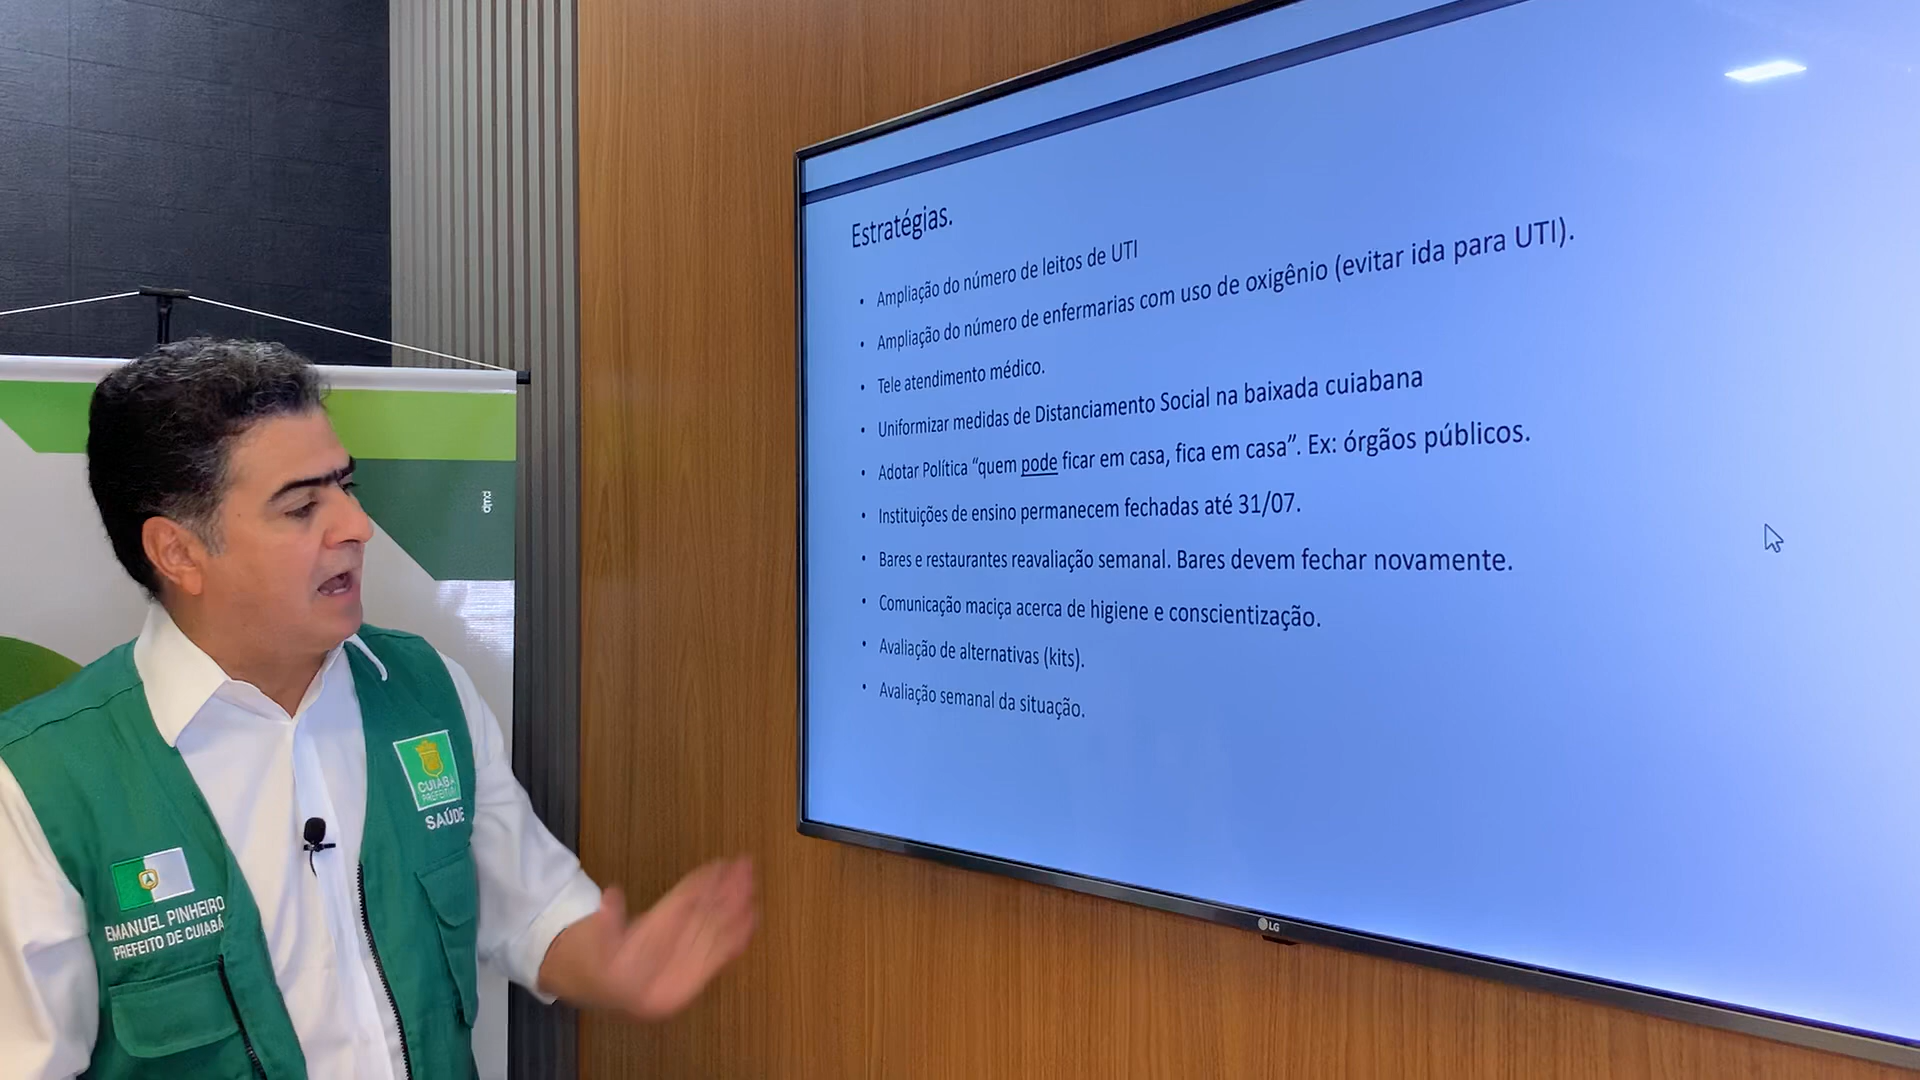 Estratégias.
• Ampliação do número de leitos de UTI
• Ampliação do número de enfermarias com uso de oxigênio (evitar ida para UTI).
• Tele atendimento médico.
• Uniformizar medidas de Distanciamento Social na baixada cuiabana
• Adotar Política “quem pode ficar em casa, fica em casa”. Ex: órgãos públicos.
• Instituições de ensino permanecem fechadas até 31/07.
• Bares e restaurantes reavaliação semanal. Bares devem fechar novamente.
• Comunicação maciça acerca de higiene e conscientização.
• Avaliação de alternativas (kits).
• Avaliação semanal da situação.
LG
CUIABÁ
PREFEITURA
SAÚDE
EMANUEL PINHEIRO
PREFEITO DE CUIABÁ